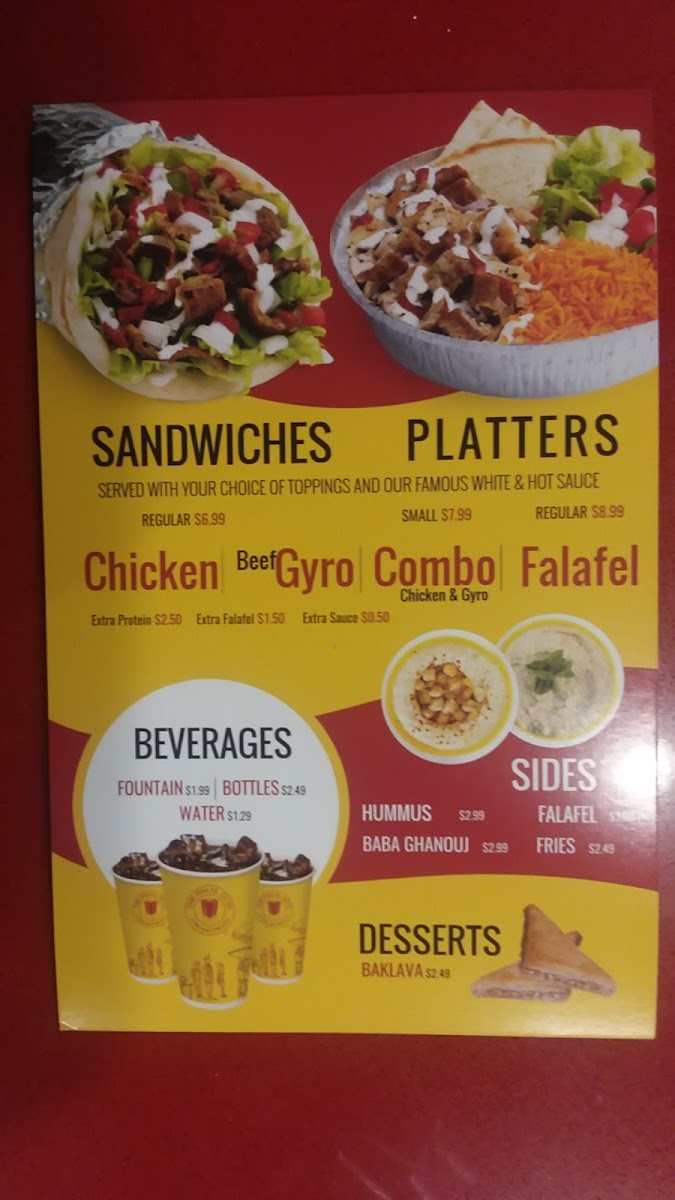 SANDWICHES
PLATTERS
SERVED WITH YOUR CHOICE OF TOPPINGS AND OUR FAMOUS WHITE & HOT SAUCE
REGULAR $6.99
SMALL $7.99
REGULAR $8.99
Chicken
Beef Gyro
Combo
Chicken & Gyro
Falafel
Extra Protein $2.50 Extra Falafel $1.50 Extra Sauce $0.50
BEVERAGES
FOUNTAIN $1.99 | BOTTLES $2.49
WATER $1.29
SIDES
HUMMUS $2.99
FALAFEL
BABA GHANOUJ $2.99
FRIES $2.49
DESSERTS
BAKLAVA $2.49